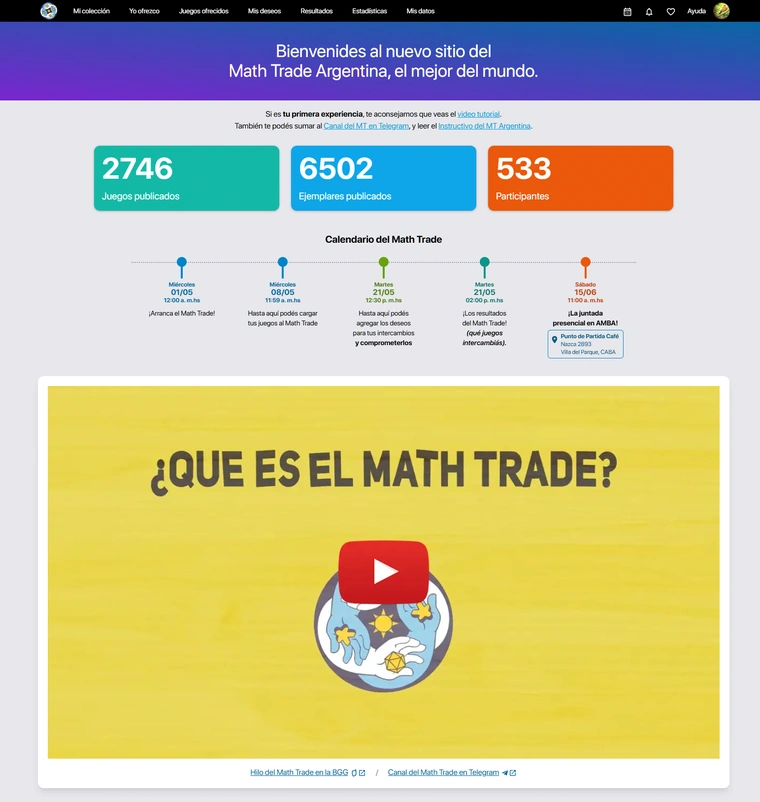 Mi colección
Yo ofrezco
Juegos ofrecidos
Mis deseos
Resultados
Estadísticas
Mis datos
Ayuda
Bienvenides al nuevo sitio del
Math Trade Argentina, el mejor del mundo.
Si es tu primera experiencia, te aconsejamos que veas el video tutorial.
También te podés sumar al Canal del MT en Telegram, y leer el Instructivo del MT Argentina.
2746
Juegos publicados
6502
Ejemplares publicados
533
Participantes
Calendario del Math Trade
Miércoles
01/05
12:00 a. m.hs
¡Arranca el Math Trade!
Miércoles
08/05
11:59 a. m.hs
Hasta aquí podés cargar
tus juegos al Math Trade
Martes
21/05
12:30 p. m.hs
Hasta aquí podés
agregar los deseos
para tus intercambios
y comprometerlos
Martes
21/05
02:00 p. m.hs
¡Los resultados
del Math Trade!
(qué juegos
intercambiás).
Sábado
15/06
11:00 a. m.hs
¡La juntada
presencial en AMBA!
Punto de Partida Café
Nazca 2893
Villa del Parque, CABA
¿QUE ES EL MATH TRADE?
Hilo del Math Trade en la BGG / Canal del Math Trade en Telegram